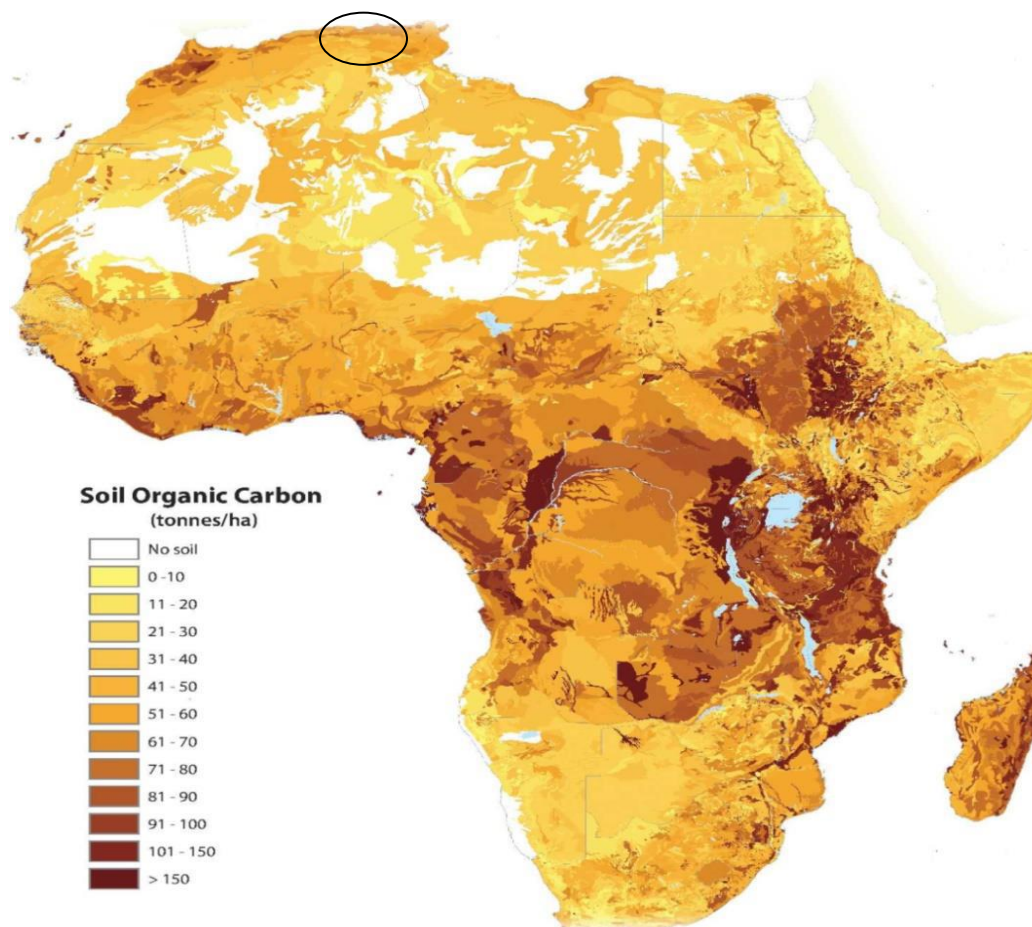 Soil Organic Carbon
(tonnes/ha)
No soil
0 -10
11 - 20
21 - 30
31 - 40
41 - 50
51 - 60
61 - 70
71 - 80
81 - 90
91 - 100
101 - 150
> 150